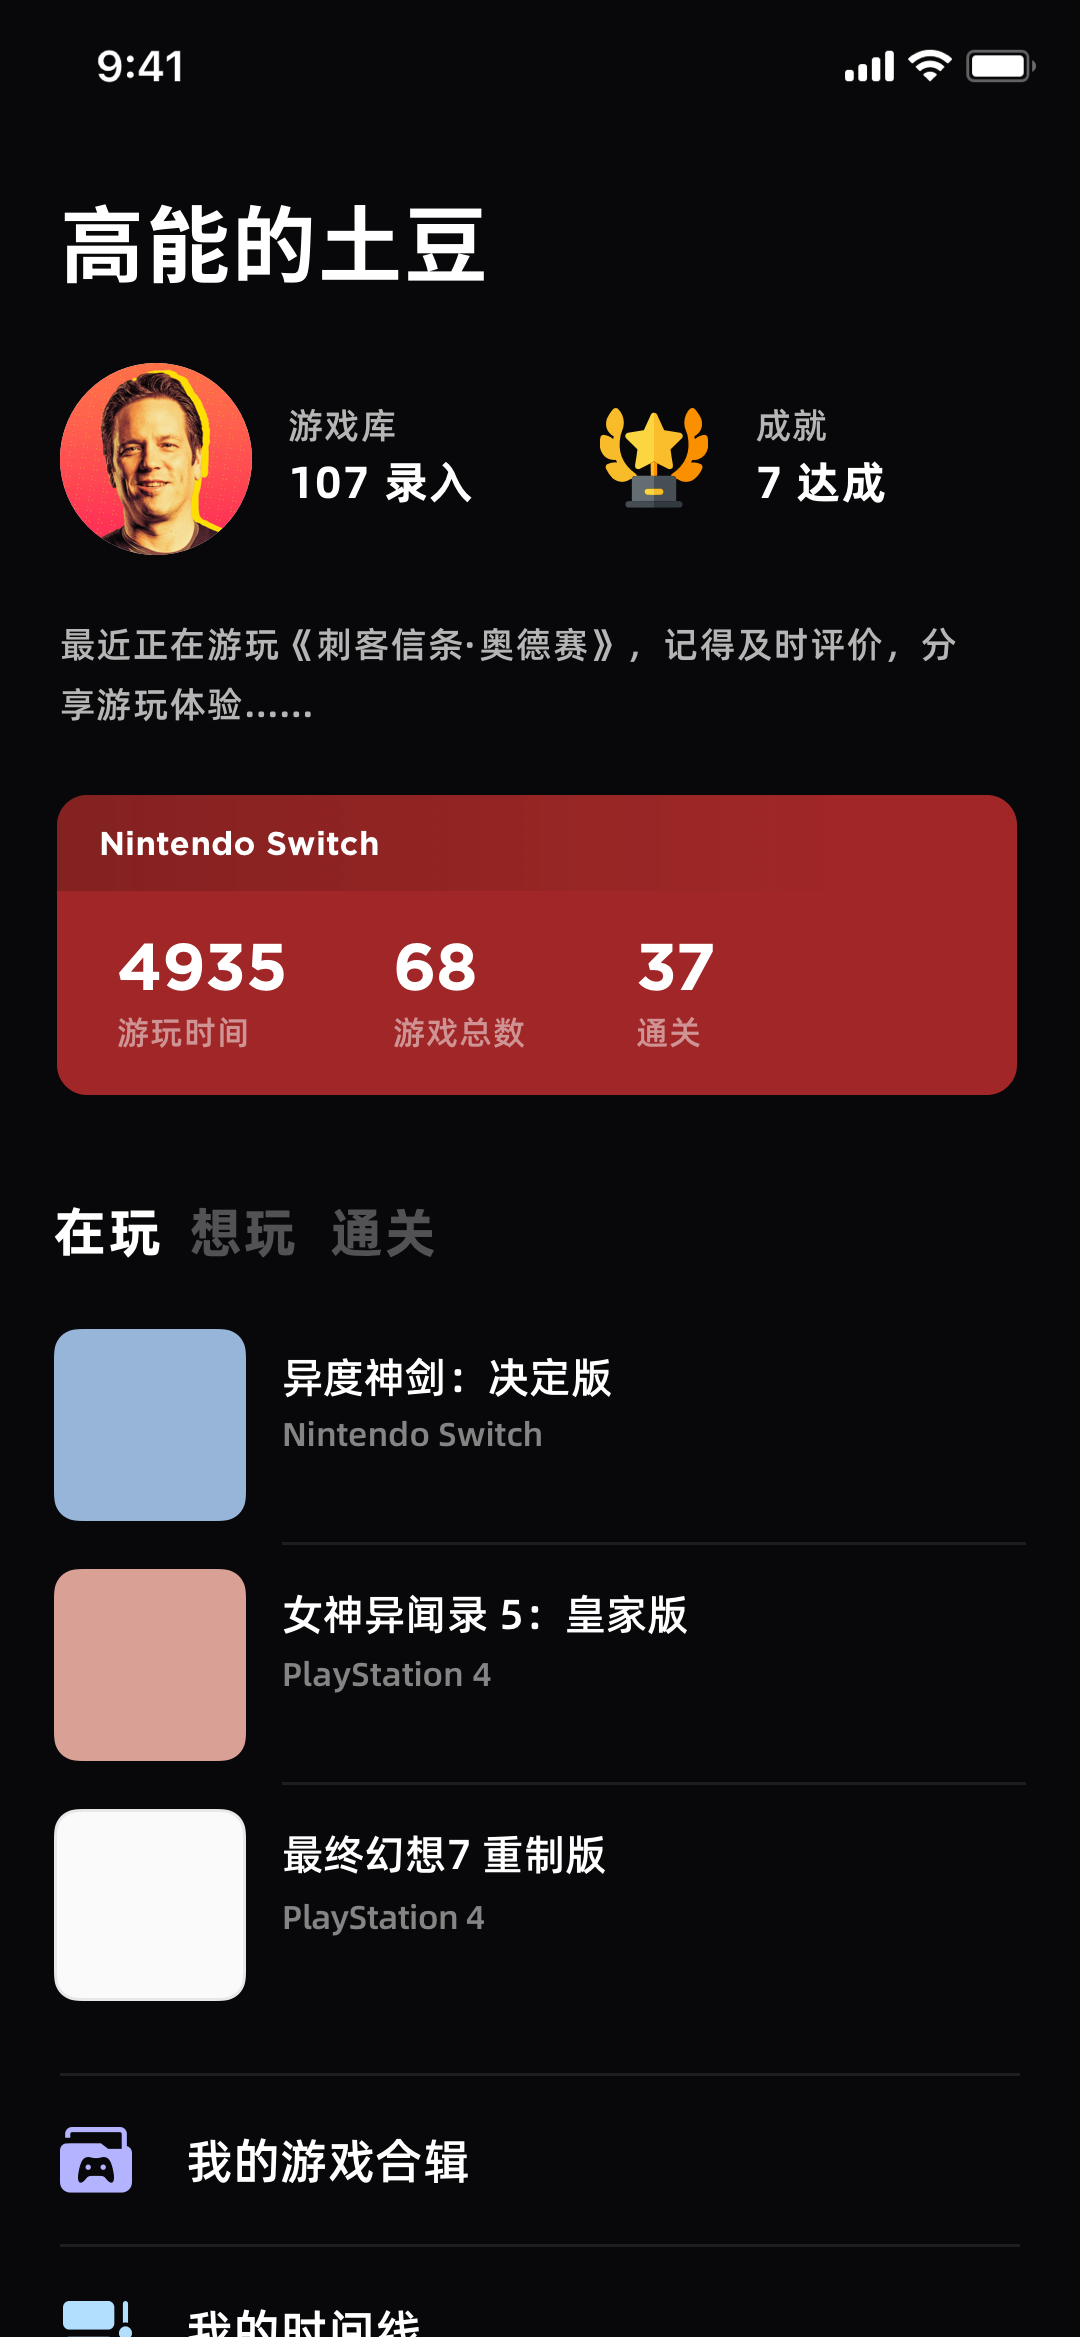 9:41
高能的土豆
游戏库
107 录入
成就
7 达成
最近正在游玩《刺客信条·奥德赛》，记得及时评价，分
享游玩体验……
Nintendo Switch
4935
68
37
游玩时间
游戏总数
通关
在玩 想玩 通关
异度神剑：决定版
Nintendo Switch
女神异闻录 5：皇家版
PlayStation 4
最终幻想7 重制版
PlayStation 4
我的游戏合辑
我的时间线